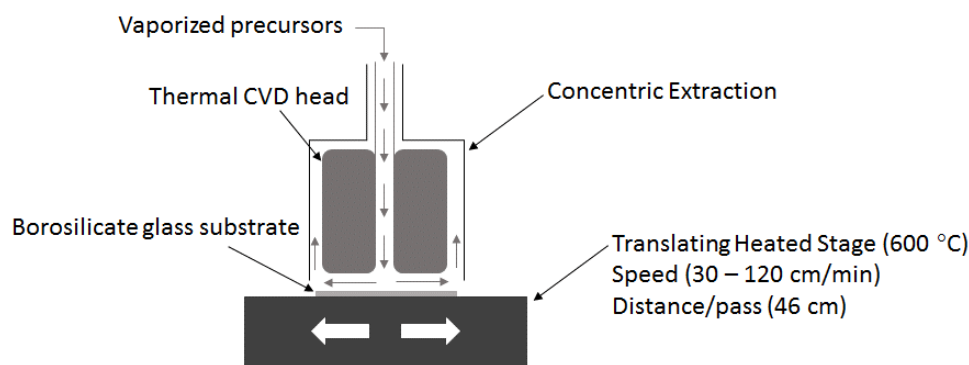 Vaporized precursors
Thermal CVD head
Concentric Extraction
Borosilicate glass substrate
Translating Heated Stage (600 °C)
Speed (30 – 120 cm/min)
Distance/pass (46 cm)